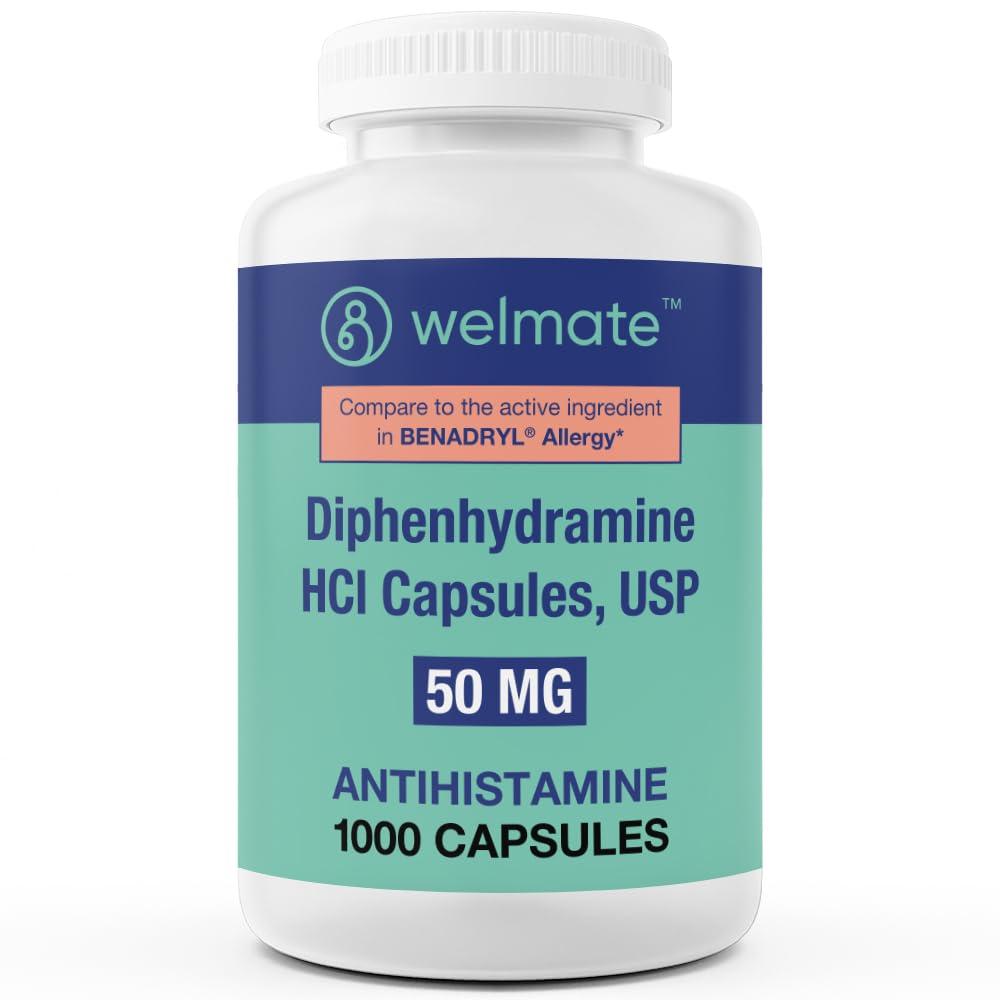 welmate™
Compare to the active ingredient
in BENADRYL® Allergy*
Diphenhydramine
HCl Capsules, USP
50 MG
ANTIHISTAMINE
1000 CAPSULES